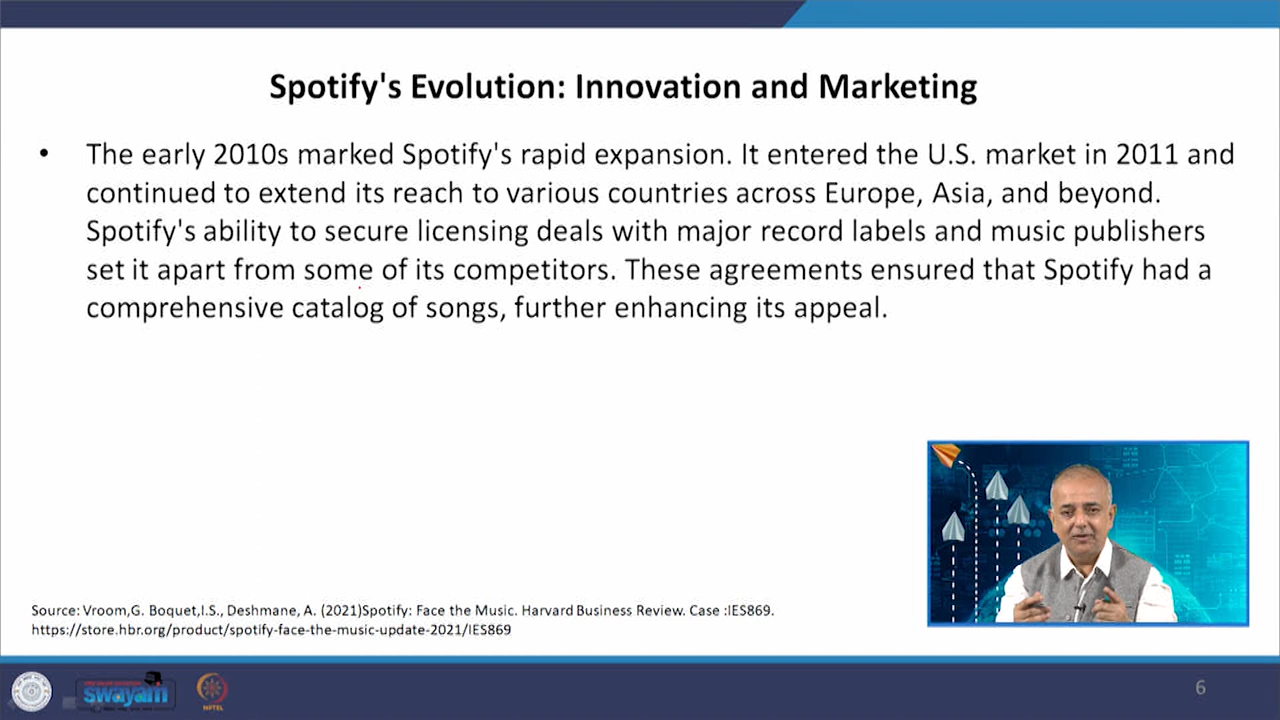 Spotify's Evolution: Innovation and Marketing
• The early 2010s marked Spotify's rapid expansion. It entered the U.S. market in 2011 and
continued to extend its reach to various countries across Europe, Asia, and beyond.
Spotify's ability to secure licensing deals with major record labels and music publishers
set it apart from some of its competitors. These agreements ensured that Spotify had a
comprehensive catalog of songs, further enhancing its appeal.
Source: Vroom,G. Boquet,I.S., Deshmane, A. (2021)Spotify: Face the Music. Harvard Business Review. Case :IES869.
https://store.hbr.org/product/spotify-face-the-music-update-2021/IES869
swayam
NPTEL
6